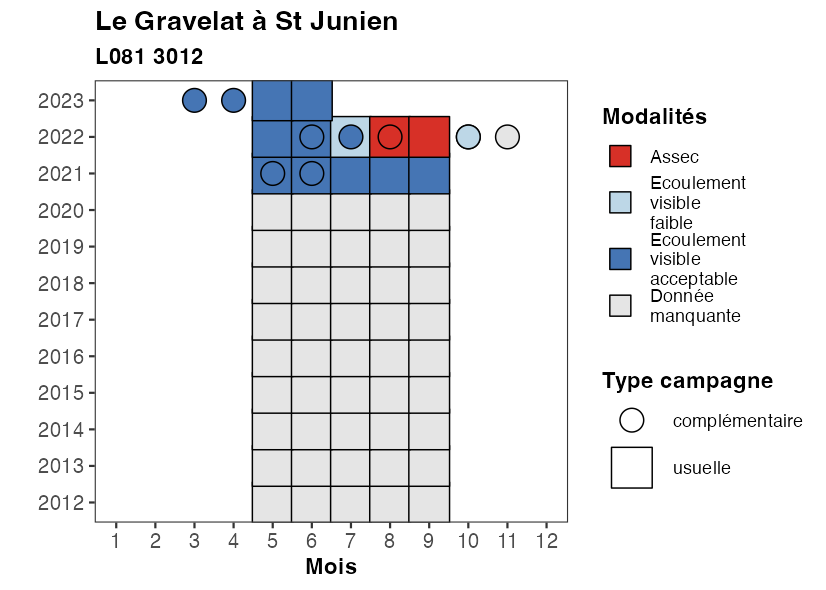 Le Gravelat à St Junien
L081 3012
2023
2022
2021
2020
2019
2018
2017
2016
2015
2014
2013
2012
1 2 3 4 5 6 7 8 9 10 11 12
Mois
Modalités
Assec
Ecoulement
visible
faible
Ecoulement
visible
acceptable
Donnée
manquante
Type campagne
complémentaire
usuelle